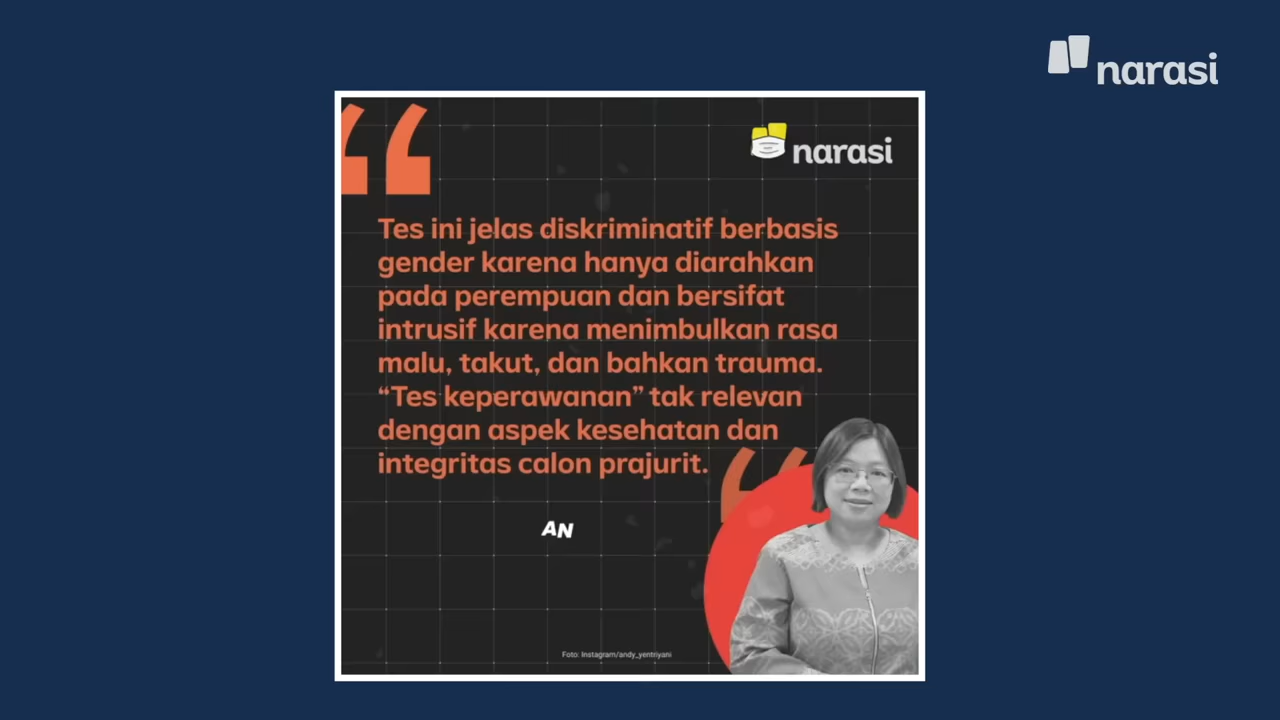 narasi
narasi
Tes ini jelas diskriminatif berbasis
gender karena hanya diarahkan
pada perempuan dan bersifat
intrusif karena menimbulkan rasa
malu, takut, dan bahkan trauma.
“Tes keperawanan” tak relevan
dengan aspek kesehatan dan
integritas calon prajurit.
AN
Foto: Instagram/andy_yentriyani